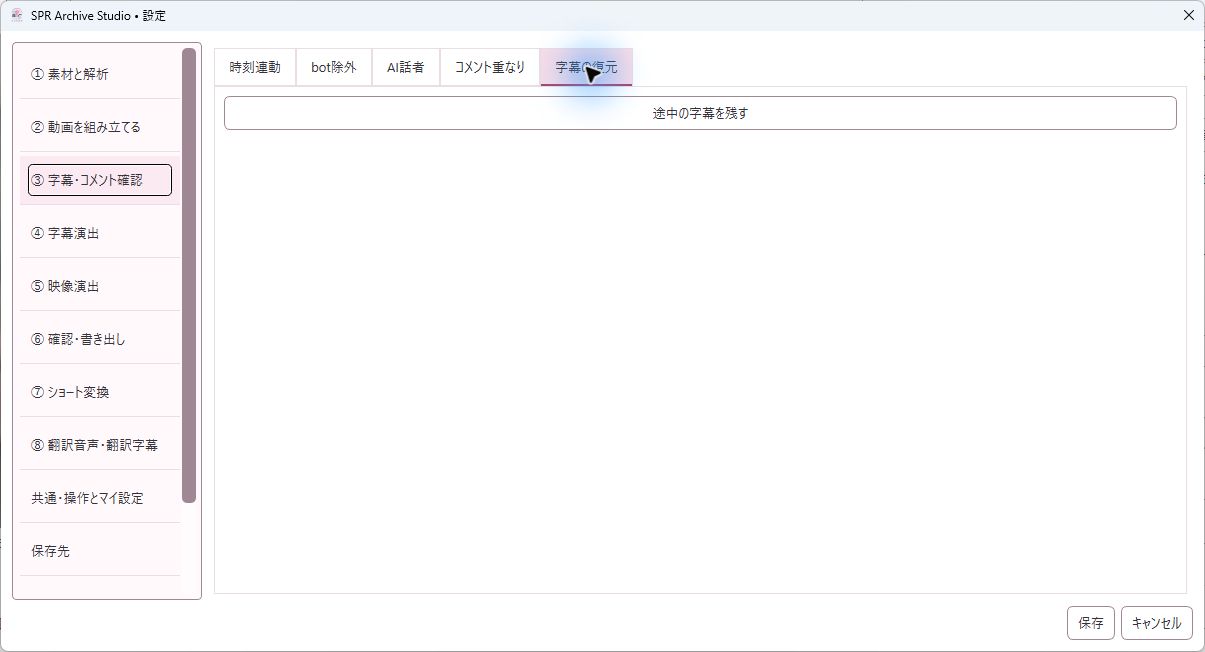 SPR Archive Studio • 設定
① 素材と解析
② 動画を組み立てる
③ 字幕・コメント確認
④ 字幕演出
⑤ 映像演出
⑥ 確認・書き出し
⑦ ショート変換
⑧ 翻訳音声・翻訳字幕
共通・操作とマイ設定
保存先
時刻連動
bot除外
AI話者
コメント重なり
字幕の復元
途中の字幕を残す
保存
キャンセル